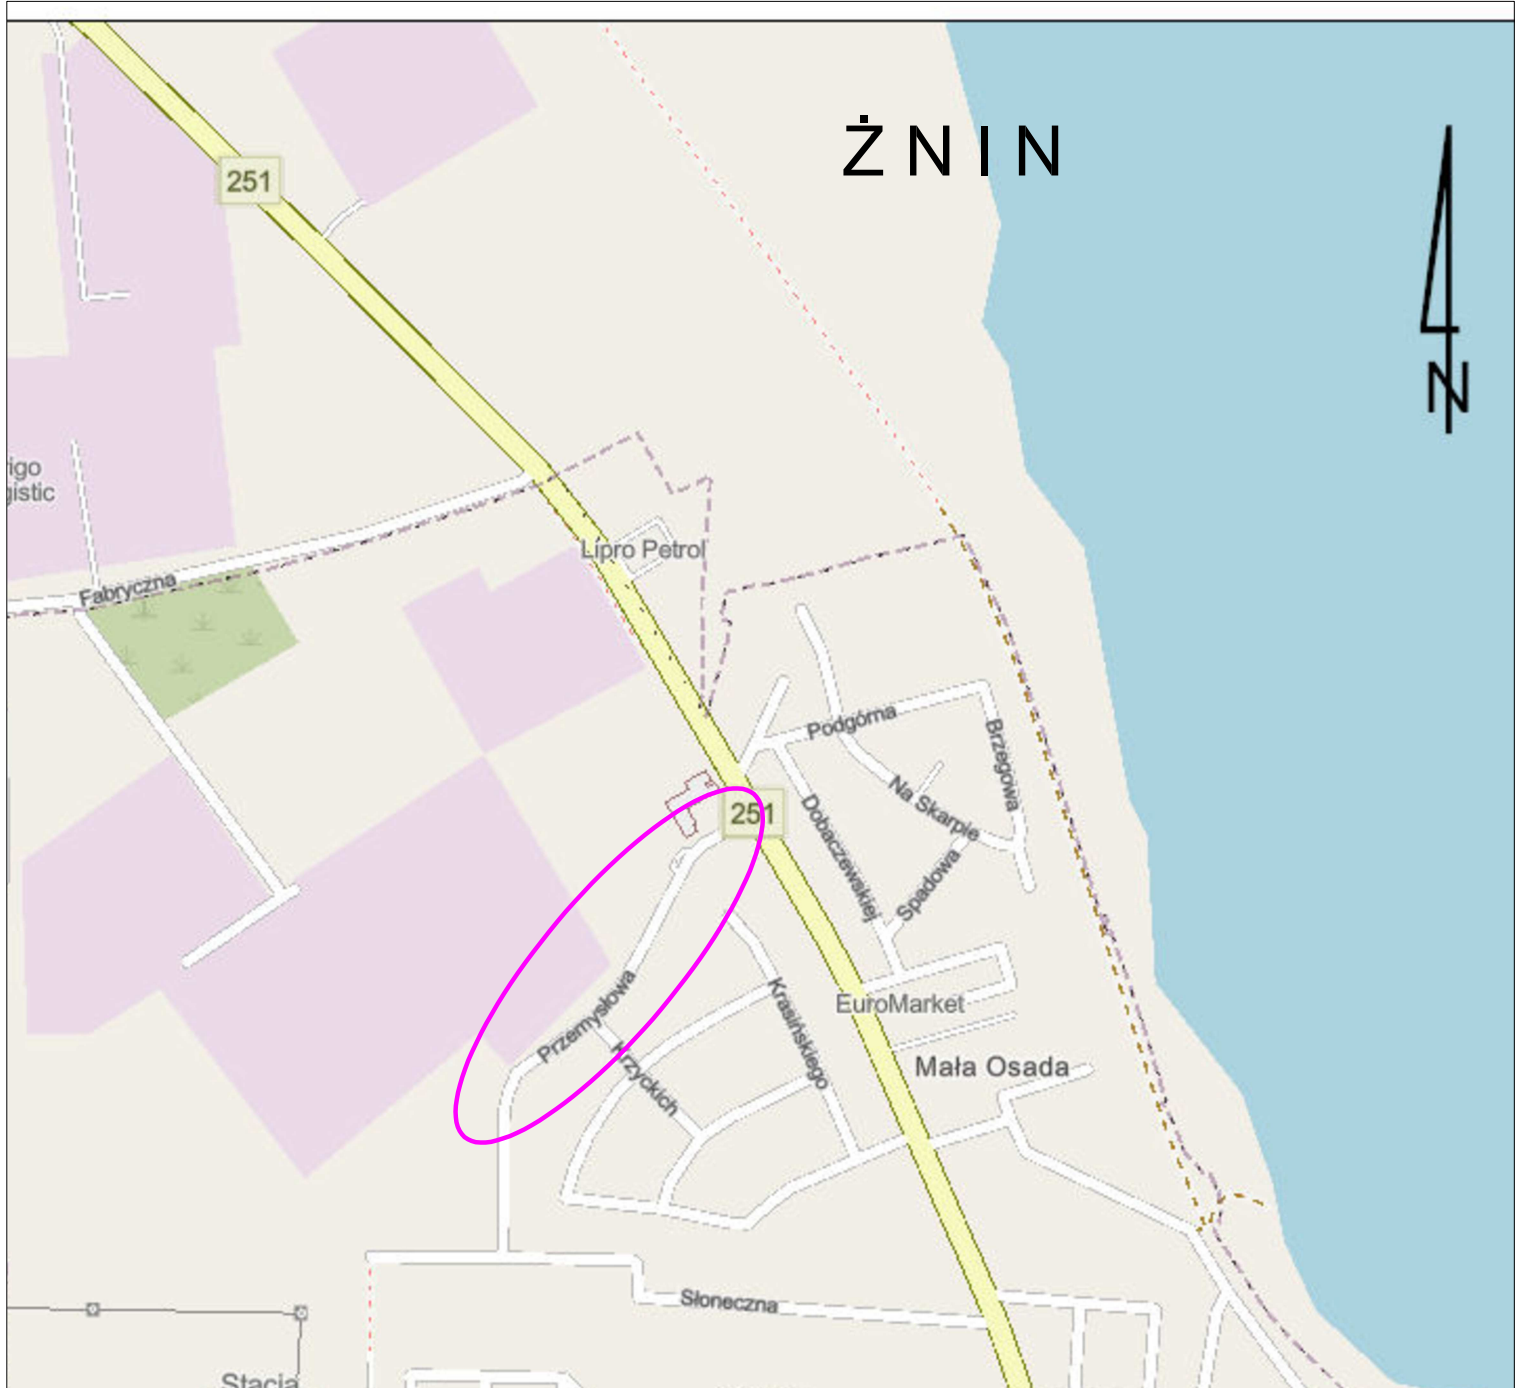 ŻNIN
251
N
igo
gistic
Lipro Petrol
Fabryczna
Podgórna
Brzegowa
Na Skarpie
251
Dobaczewskiej
Spadowa
Przemysłowa
Krasińskiego
EuroMarket
Krzyckich
Mała Osada
Słoneczna
Stacja